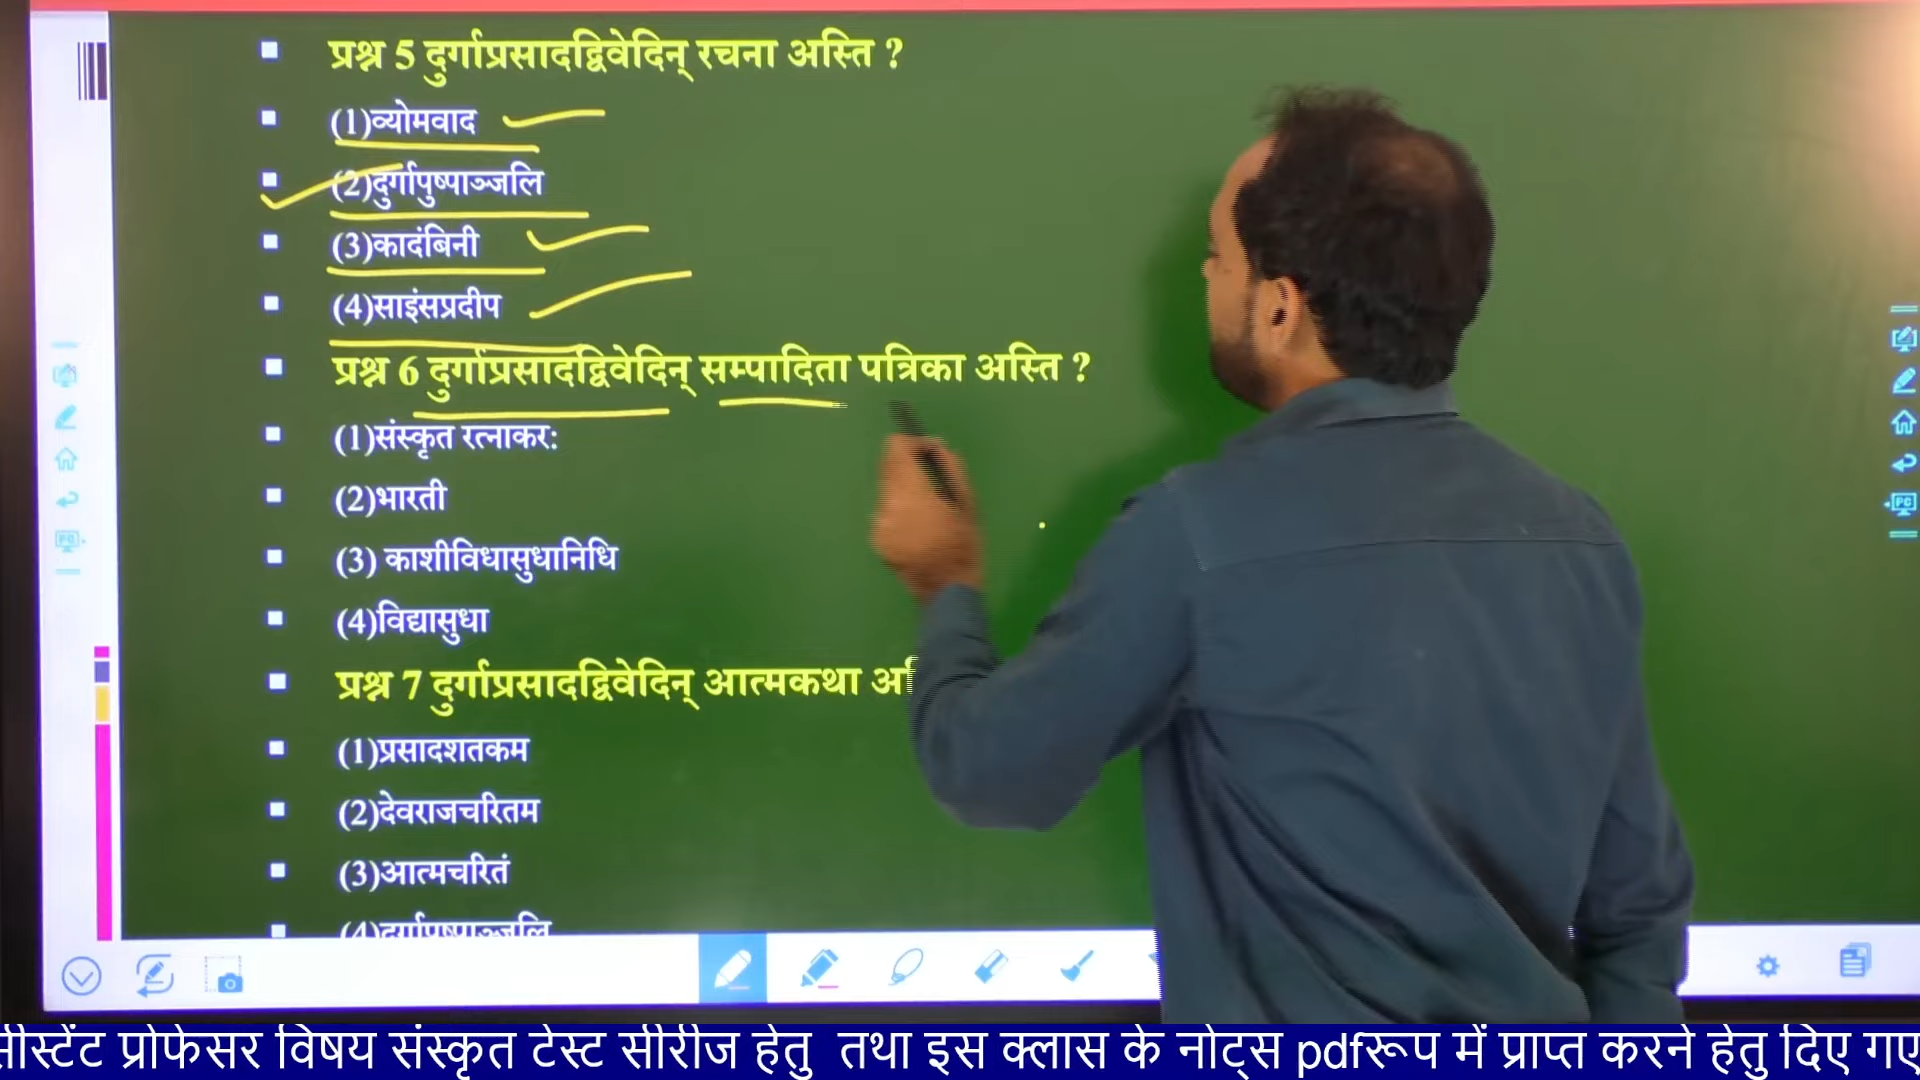 प्रश्न 5 दुर्गाप्रसादद्विवेदिन् रचना अस्ति ?
(1)व्योमवाद
(2)दुर्गापुष्पाञ्जलि
(3)कादंबिनी
(4)साइंसप्रदीप
प्रश्न 6 दुर्गाप्रसादद्विवेदिन् सम्पादिता पत्रिका अस्ति ?
(1)संस्कृत रत्नाकर:
(2)भारती
(3) काशीविधासुधानिधि
(4)विद्यासुधा
प्रश्न 7 दुर्गाप्रसादद्विवेदिन् आत्मकथा
(1)प्रसादशतकम
(2)देवराजचरितम
(3)आत्मचरितं
(4)दुर्गापुष्पाञ्जलि
प्रोफेसर विषय संस्कृत टेस्ट सीरीज हेतु तथा इस क्लास के नोट्स pdfरूप में प्राप्त करने हेतु दिए गए